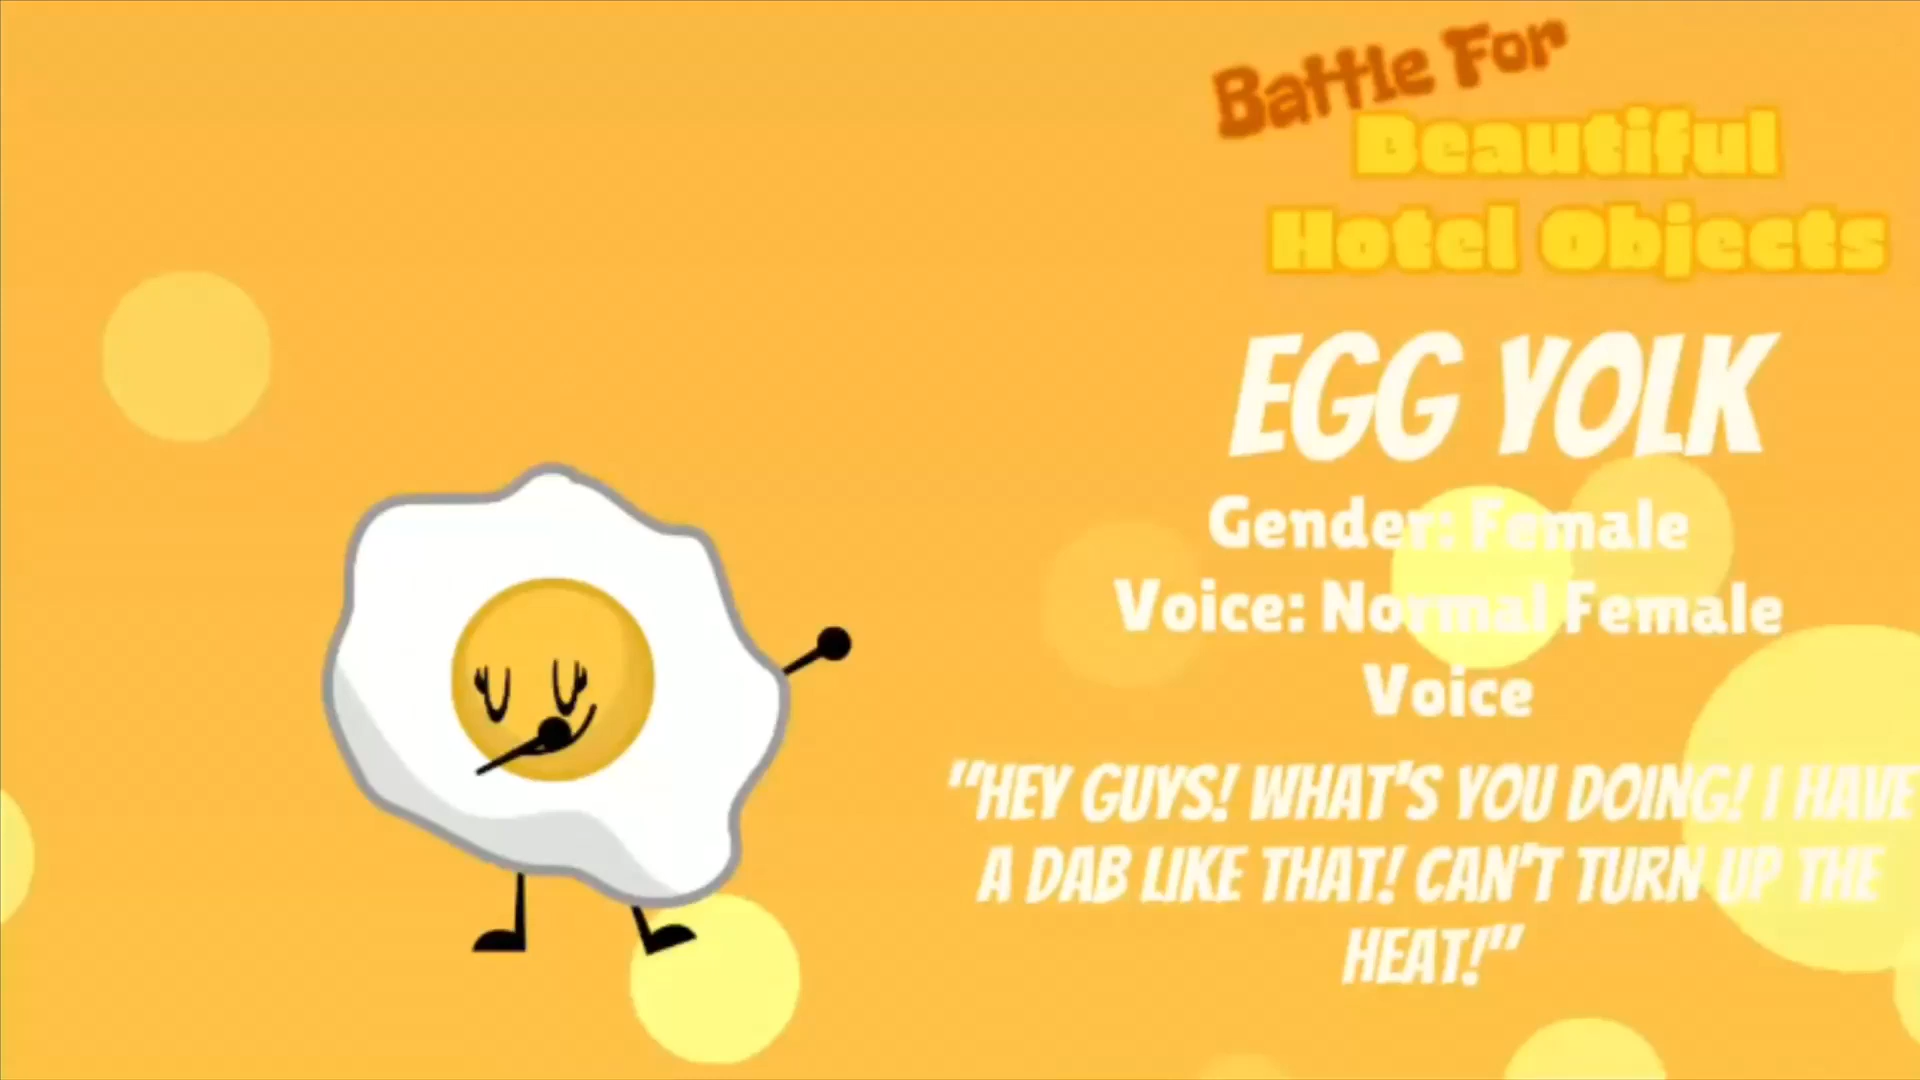 Battle For
Beautiful
Hotel Objects
EGG YOLK
Gender: Female
Voice: Normal Female
Voice
"HEY GUYS! WHAT'S YOU DOING! I HAVE
A DAB LIKE THAT! CAN'T TURN UP THE
HEAT!"